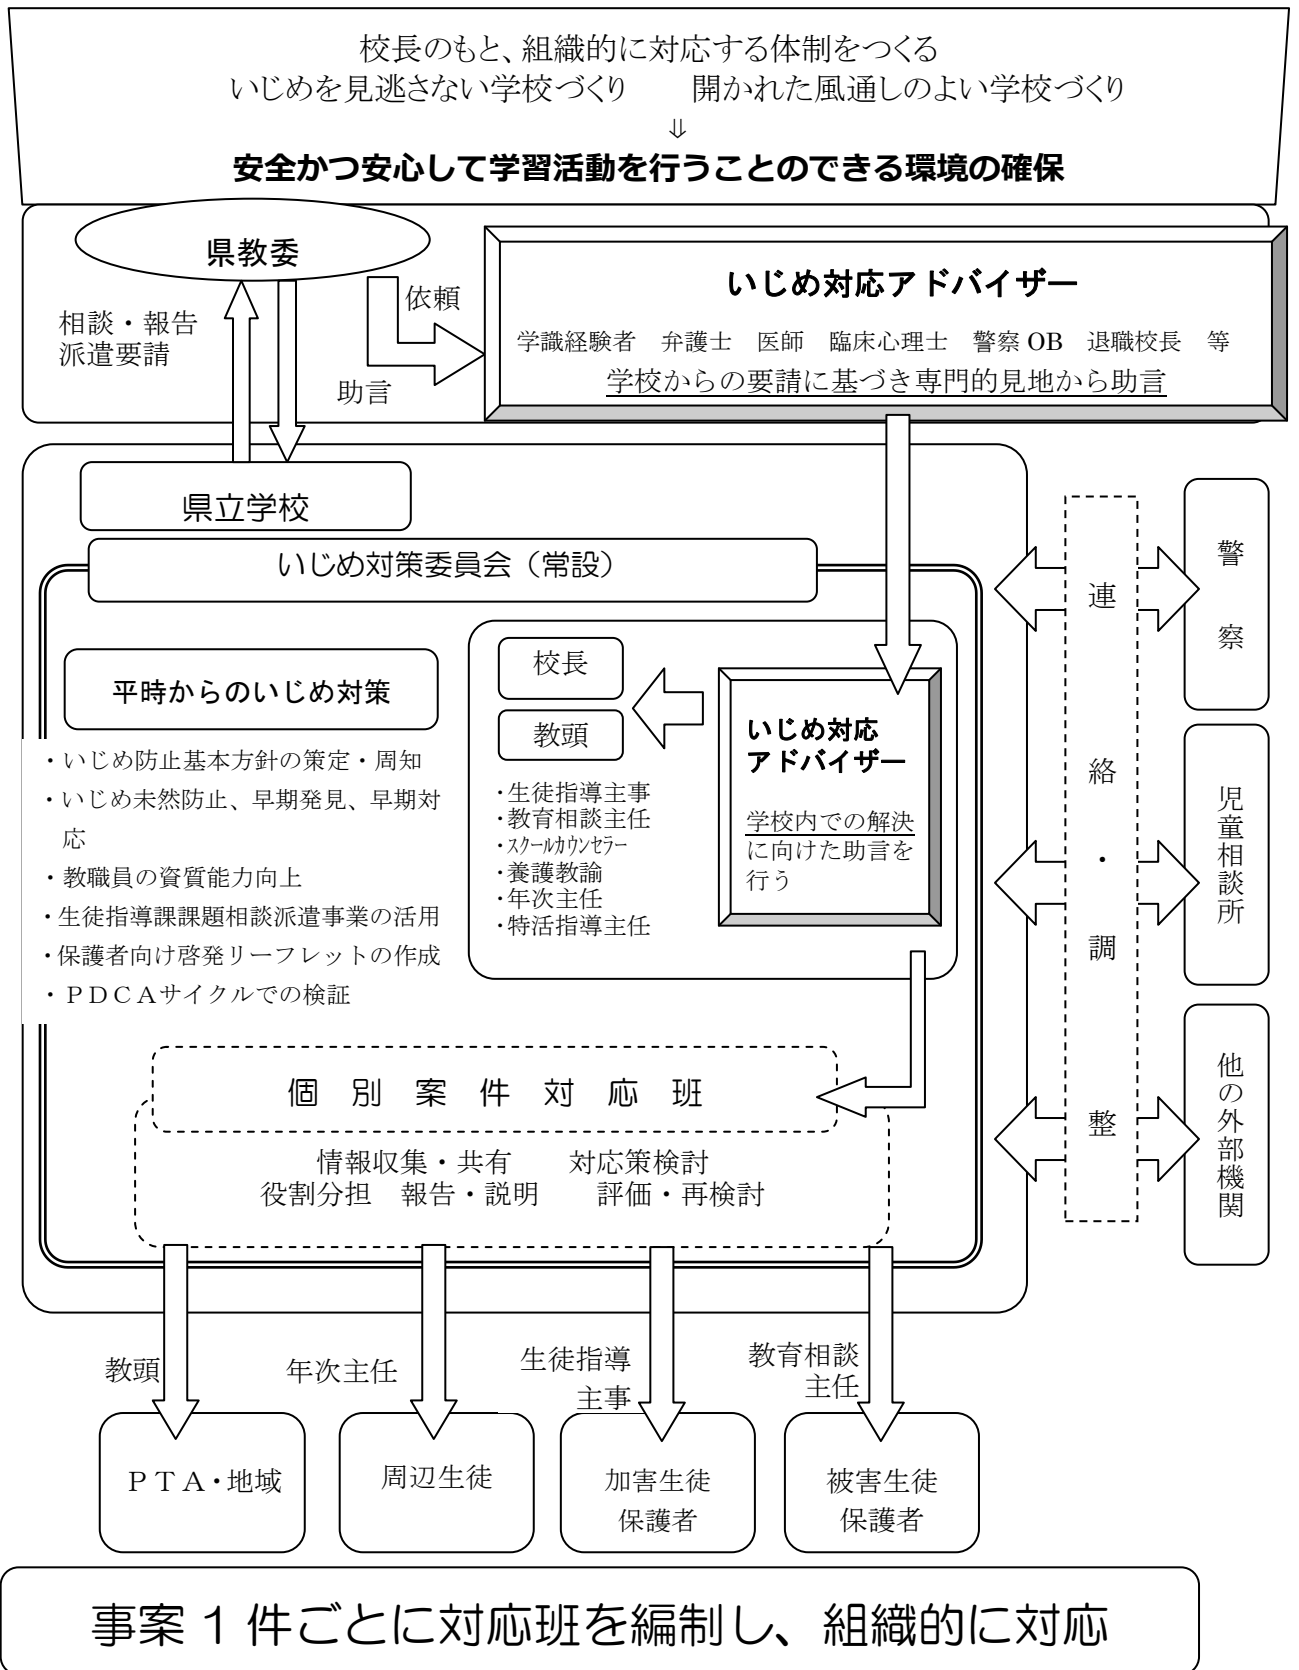 校長のもと、組織的に対応する体制をつくる
いじめを見逃さない学校づくり　　開かれた風通しのよい学校づくり
⇓
安全かつ安心して学習活動を行うことのできる環境の確保
県教委
相談・報告
派遣要請
依頼
助言
いじめ対応アドバイザー
学識経験者　弁護士　医師　臨床心理士　警察 OB　退職校長　等
学校からの要請に基づき専門的見地から助言
県立学校
いじめ対策委員会（常設）
平時からのいじめ対策
・いじめ防止基本方針の策定・周知
・いじめ未然防止、早期発見、早期対
応
・教職員の資質能力向上
・生徒指導課課題相談派遣事業の活用
・保護者向け啓発リーフレットの作成
・ＰＤＣＡサイクルでの検証
校長
教頭
・生徒指導主事
・教育相談主任
・ｽｸｰﾙｶｳﾝｾﾗｰ
・養護教諭
・年次主任
・特活指導主任
いじめ対応
アドバイザー
学校内での解決
に向けた助言を
行う
個　別　案　件　対　応　班
情報収集・共有　　対応策検討
役割分担　報告・説明　　評価・再検討
連　絡　・　調　整
警　察
児童相談所
他の外部機関
教頭
年次主任
生徒指導
主事
教育相談
主任
ＰＴＡ・地域
周辺生徒
加害生徒
保護者
被害生徒
保護者
事案 1 件ごとに対応班を編制し、組織的に対応